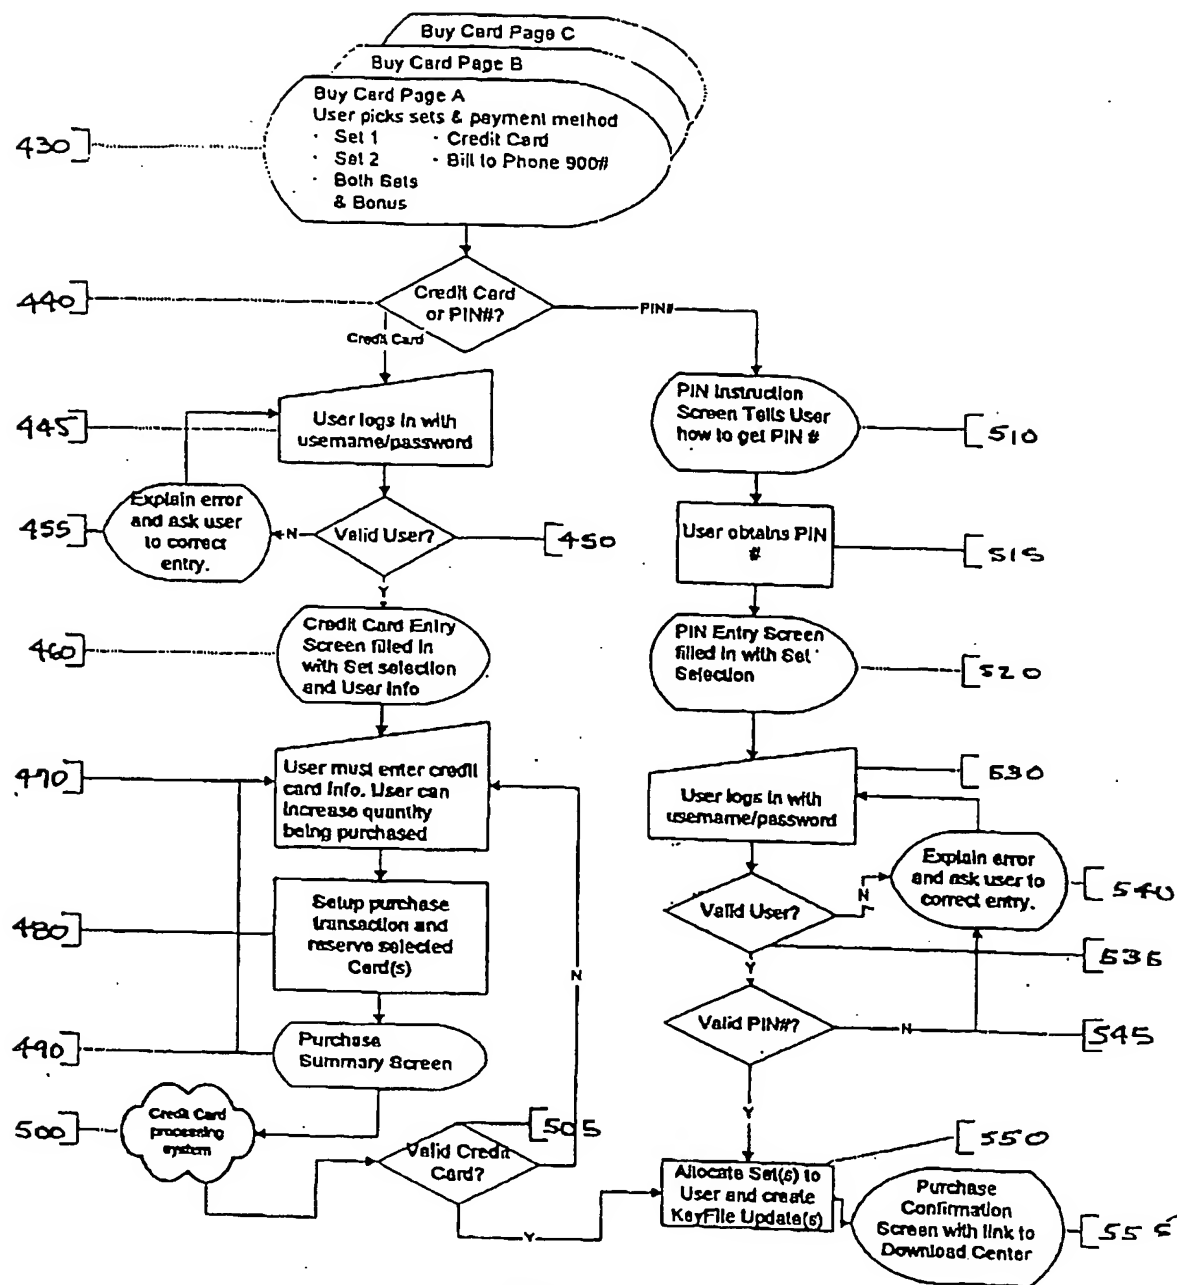 Buy Card Page C
Buy Card Page B
Buy Card Page A
User picks sets & payment method
· Set 1 · Credit Card
· Set 2 · Bill to Phone 900#
· Both Sets
& Bonus
430
440
Credit Card
or PIN#?
PIN#
Credit Card
445
User logs in with
username/password
PIN Instruction
Screen Tells User
how to get PIN #
510
455
Explain error
and ask user
to correct
entry.
N
Valid User?
450
User obtains PIN
#
515
Y
460
Credit Card Entry
Screen filled in
with Set selection
and User Info
PIN Entry Screen
filled in with Set
Selection
520
470
User must enter credit
card info. User can
increase quantity
being purchased
User logs in with
username/password
530
Explain error
and ask user to
correct entry.
540
480
Setup purchase
transaction and
reserve selected
Card(s)
N
Valid User?
N
535
Y
490
Purchase
Summary Screen
Valid PIN#?
N
545
500
Credit Card
processing
system
Valid Credit
Card?
505
Y
550
Allocate Set(s) to
User and create
KeyFile Update(s)
Y
Purchase
Confirmation
Screen with link to
Download Center
555